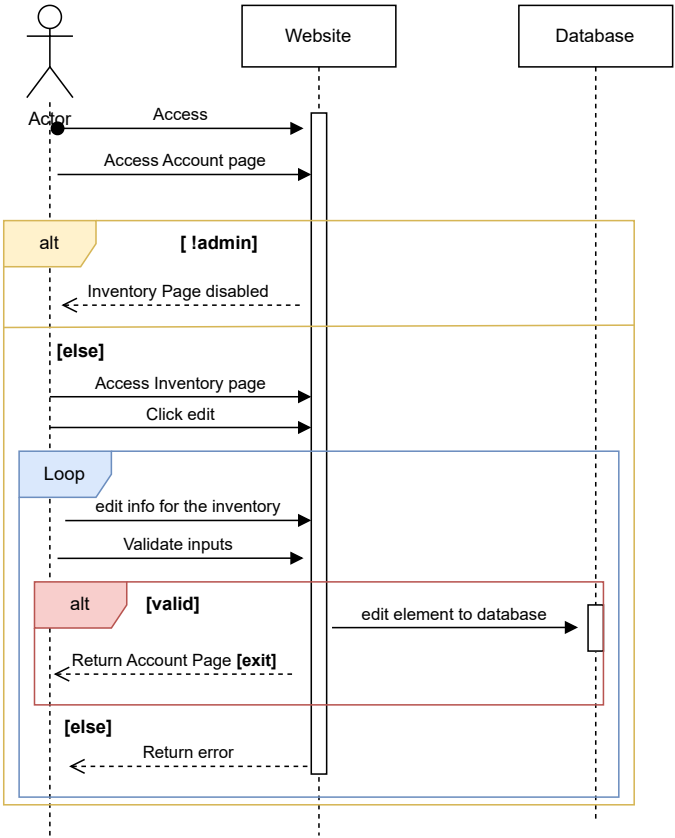 Website
Database
Actor
Access
Access Account page
alt
[ !admin]
Inventory Page disabled
[else]
Access Inventory page
Click edit
Loop
edit info for the inventory
Validate inputs
alt
[valid]
edit element to database
Return Account Page [exit]
[else]
Return error